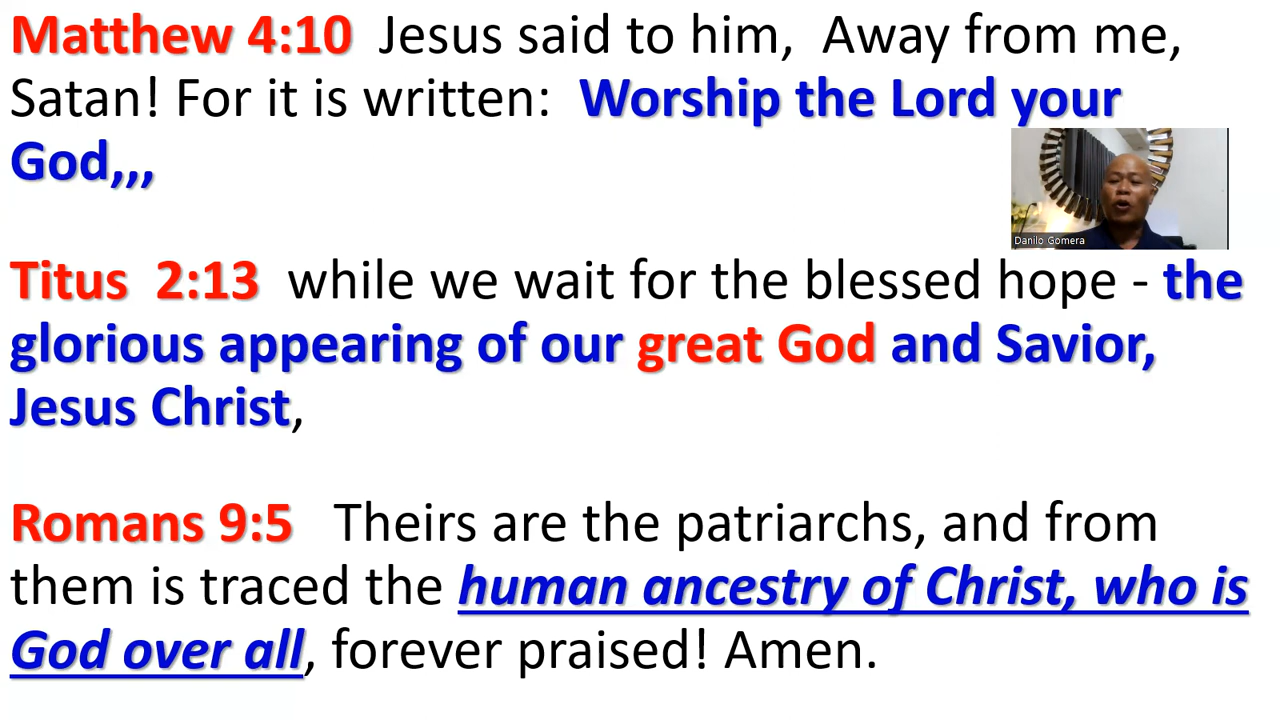 Matthew 4:10 Jesus said to him, Away from me,
Satan! For it is written: Worship the Lord your
God,,,
Danilo Gomera
Titus 2:13 while we wait for the blessed hope - the
glorious appearing of our great God and Savior,
Jesus Christ,
Romans 9:5 Theirs are the patriarchs, and from
them is traced the human ancestry of Christ, who is
God over all, forever praised! Amen.